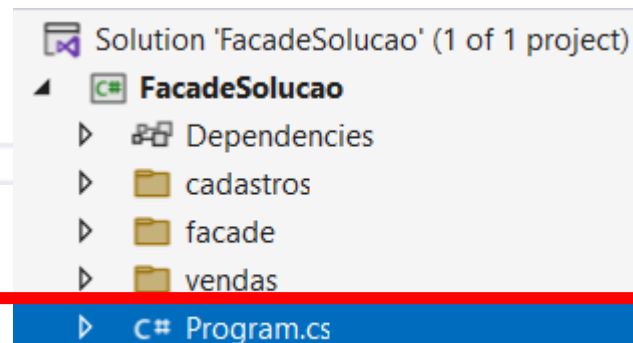 Solution 'FacadeSolucao' (1 of 1 project)
C# FacadeSolucao
Dependencies
cadastros
facade
vendas
C# Program.cs